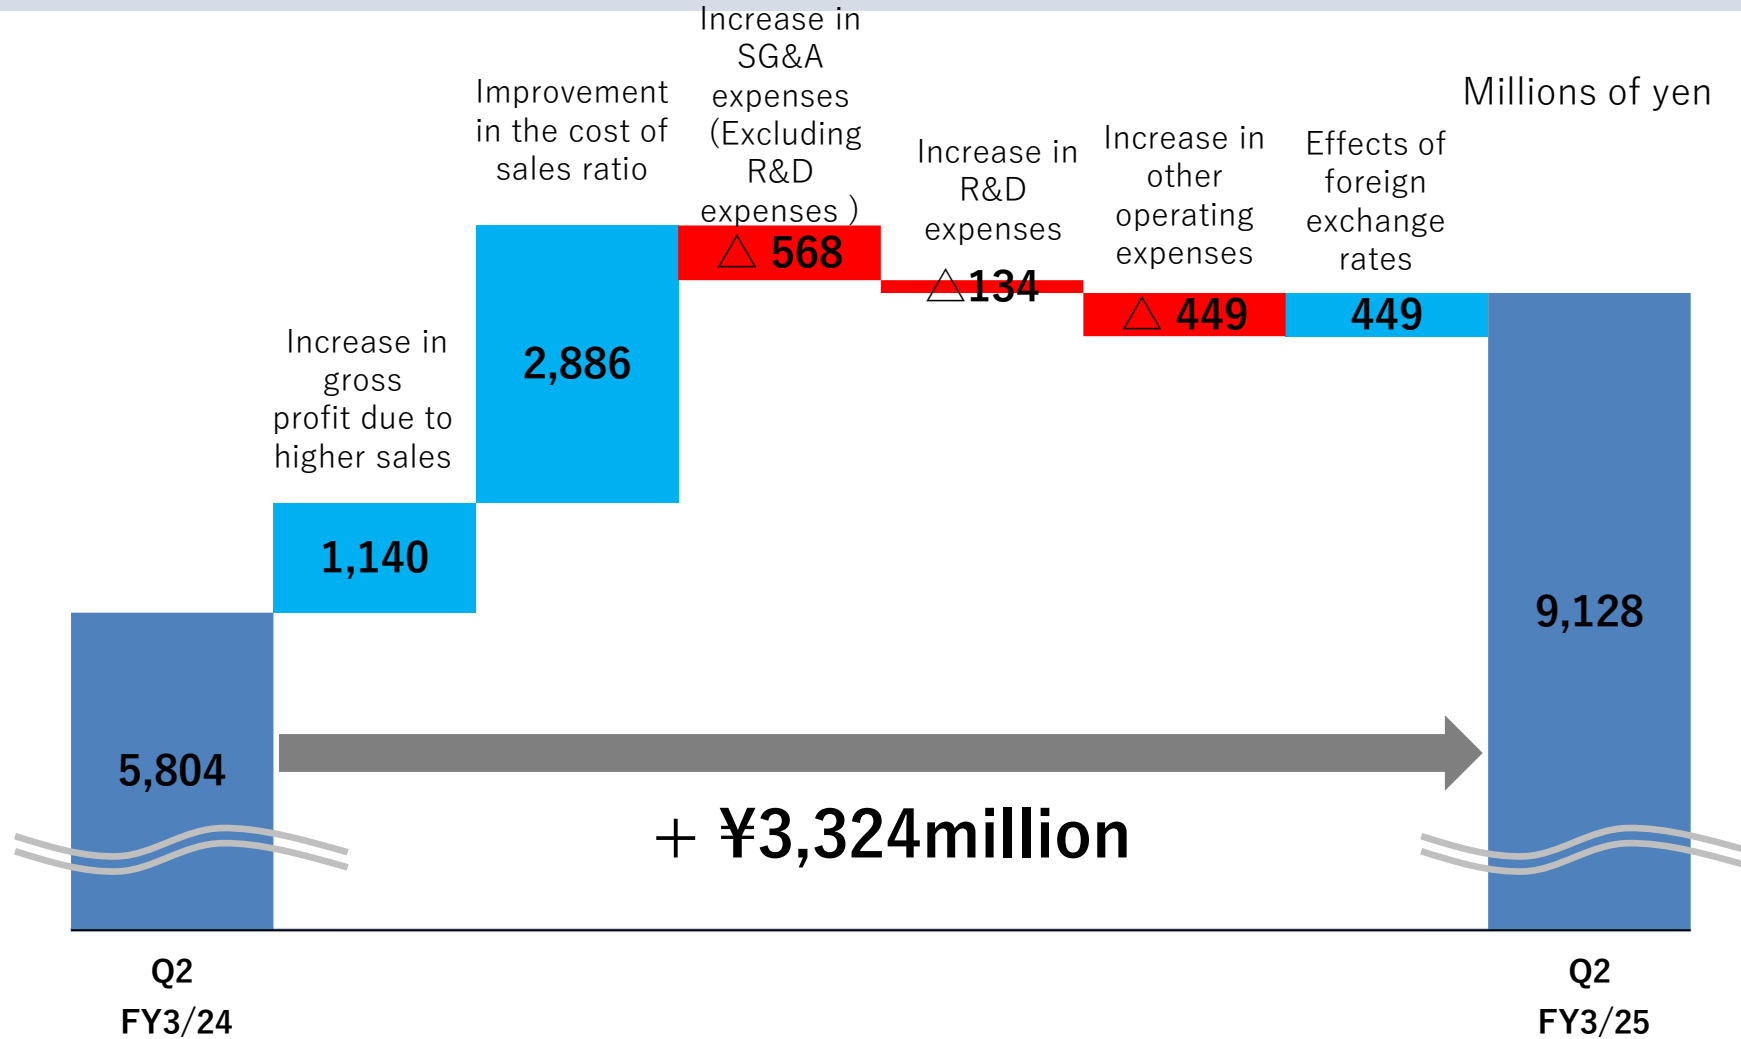 Millions of yen
Increase in
SG&A
expenses
(Excluding
R&D
expenses )
△ 568
Improvement
in the cost of
sales ratio
2,886
Increase in
R&D
expenses
△134
Increase in
other
operating
expenses
△ 449
Effects of
foreign
exchange
rates
449
Increase in
gross
profit due to
higher sales
1,140
5,804
9,128
+ ¥3,324million
Q2
FY3/24
Q2
FY3/25